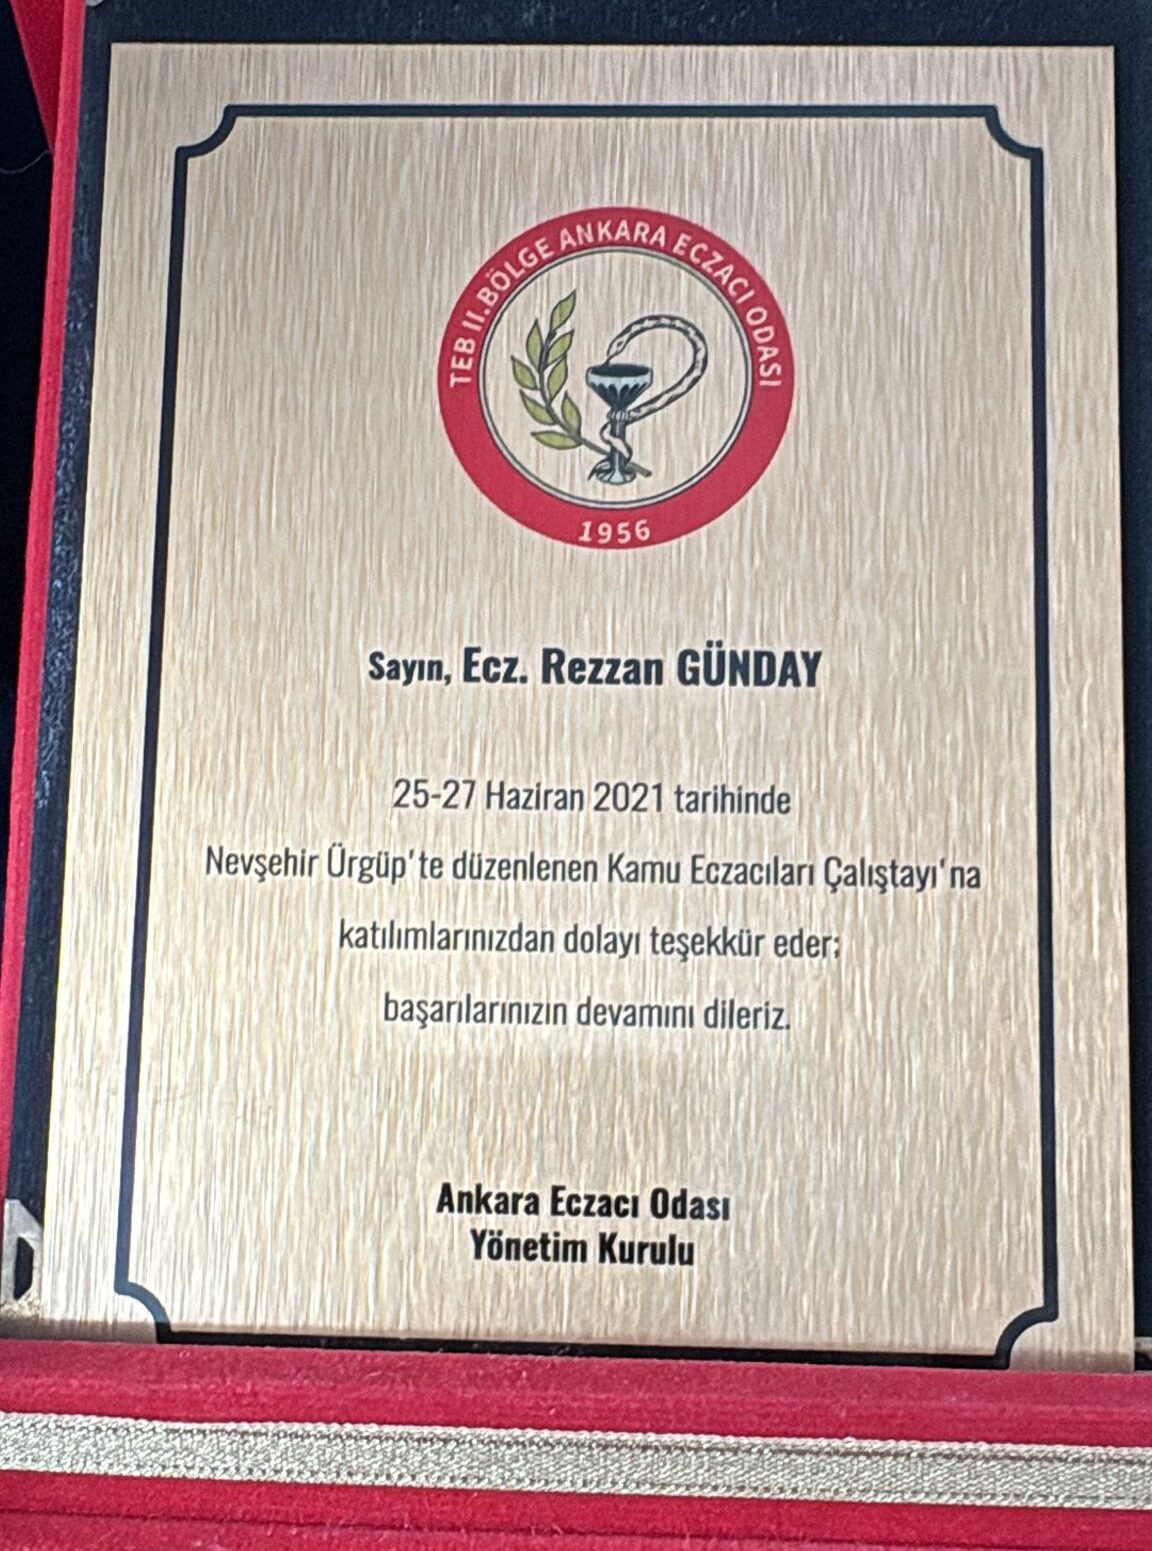 TEB II.BÖLGE ANKARA ECZACI ODASI
1956
Sayın, Ecz. Rezzan GÜNDAY
25-27 Haziran 2021 tarihinde
Nevşehir Ürgüp'te düzenlenen Kamu Eczacıları Çalıştayı'na
katılımlarınızdan dolayı teşekkür eder;
başarılarınızın devamını dileriz.
Ankara Eczacı Odası
Yönetim Kurulu